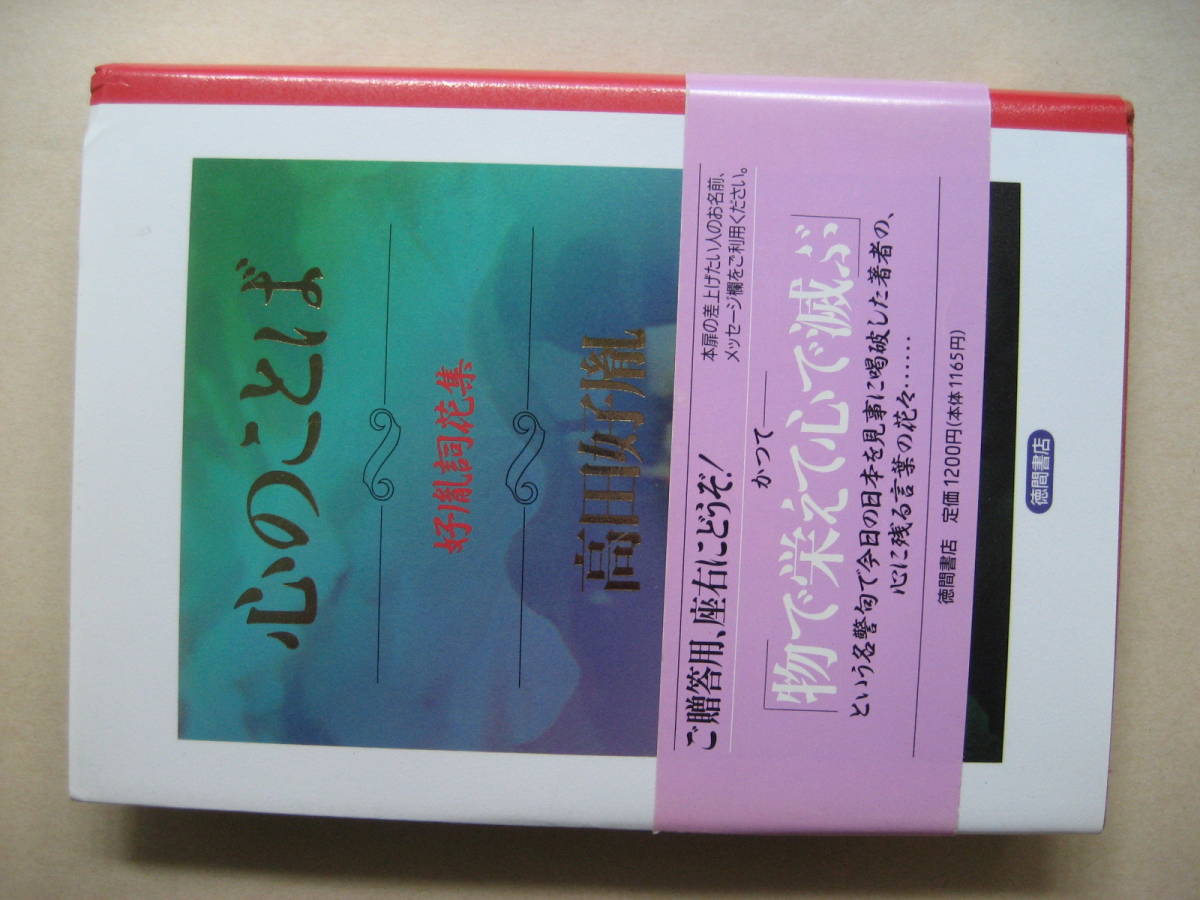 心のことば
好胤詞花集
高田好胤
ご贈答用、座右にどうぞ!
本扉の差上げたい人のお名前、
メッセージ欄をご利用ください。
かつて——
「物で栄えて心で滅ぶ」
という名警句で今日の日本を見事に喝破した著者の、
心に残る言葉の花々……
徳間書店 定価1200円(本体1165円)
徳間書店